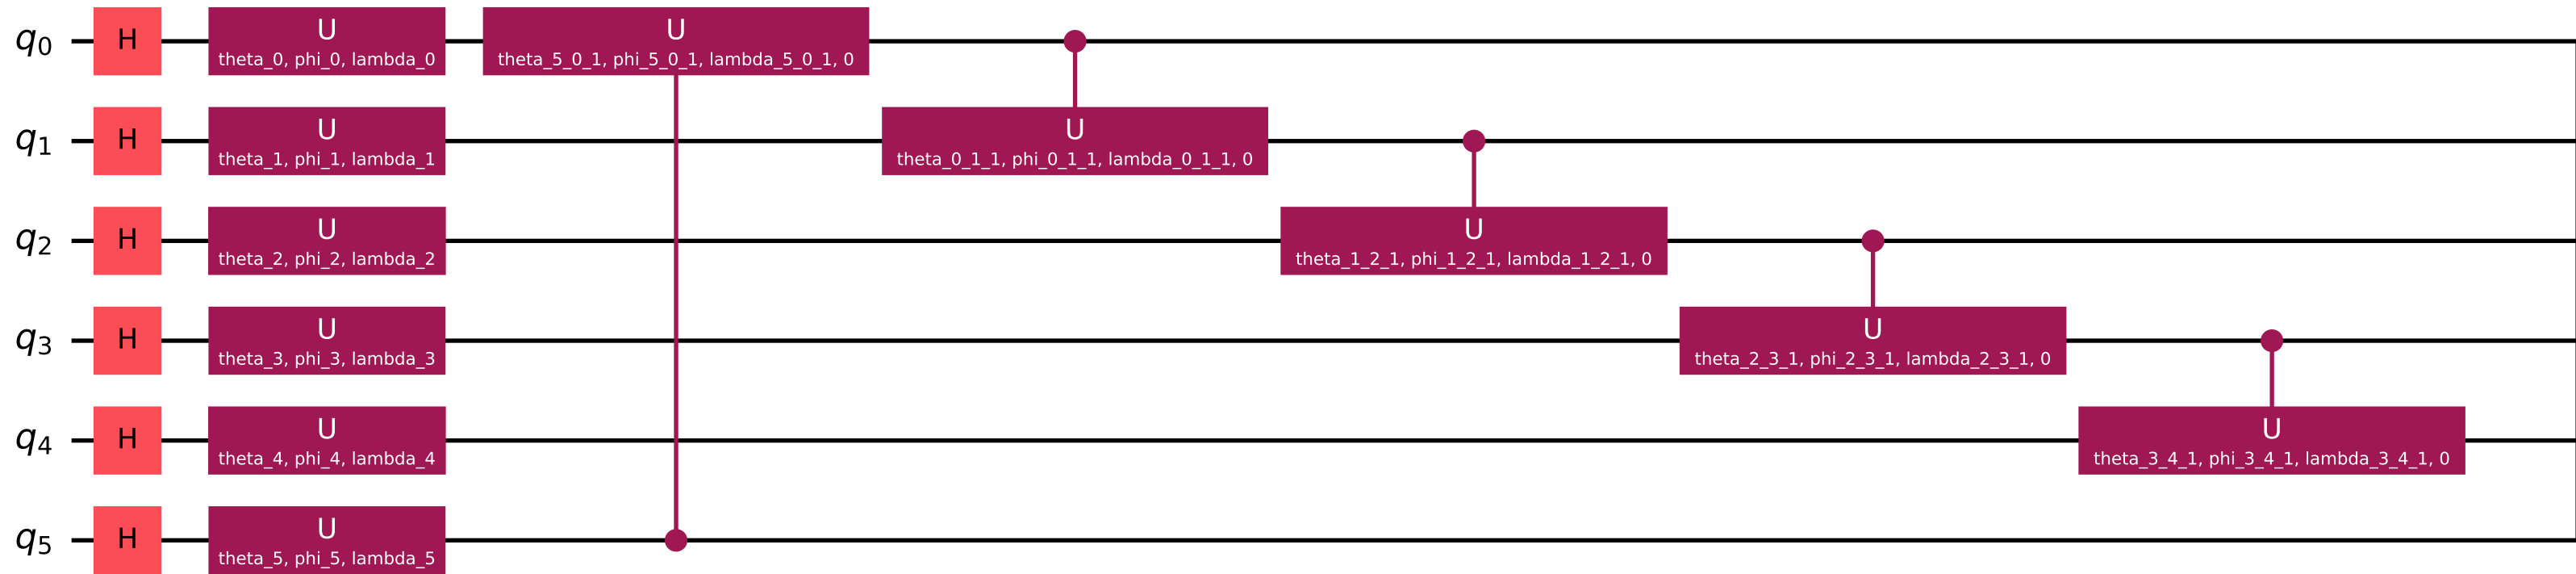 q0 H U U
theta_0, phi_0, lambda_0 theta_5_0_1, phi_5_0_1, lambda_5_0_1, 0
q1 H U U
theta_1, phi_1, lambda_1 theta_0_1_1, phi_0_1_1, lambda_0_1_1, 0
q2 H U U
theta_2, phi_2, lambda_2 theta_1_2_1, phi_1_2_1, lambda_1_2_1, 0
q3 H U U
theta_3, phi_3, lambda_3 theta_2_3_1, phi_2_3_1, lambda_2_3_1, 0
q4 H U U
theta_4, phi_4, lambda_4 theta_3_4_1, phi_3_4_1, lambda_3_4_1, 0
q5 H U
theta_5, phi_5, lambda_5